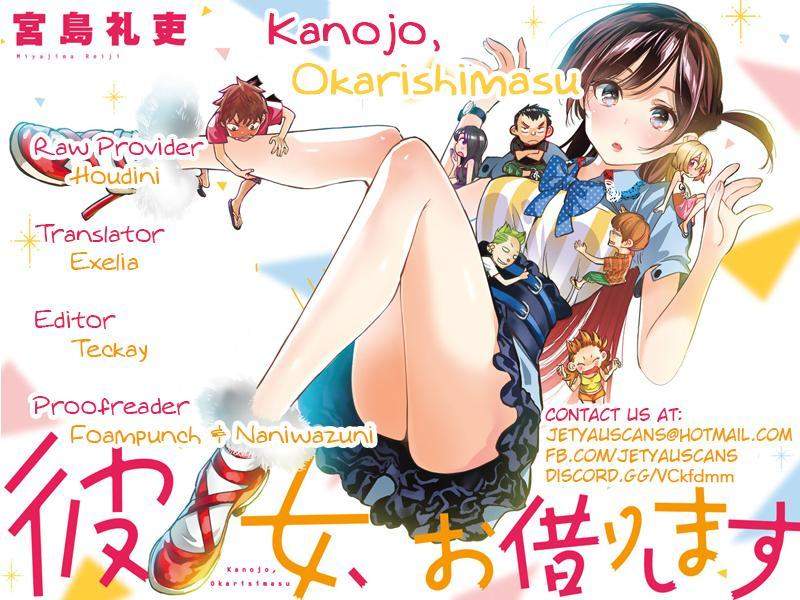 宮島礼吏
Miyajima Reiji
Kanojo,
Okarishimasu
Raw Provider
Houdini
Translator
Exelia
Editor
Teckay
Proofreader
Foampunch & Naniwazuni
CONTACT US AT:
JETYAUSCANS@HOTMAIL.COM
FB.COM/JETYAUSCANS
DISCORD.GG/VCkfdmm
彼女、お借りします
Kanojo,
Okarisimasu